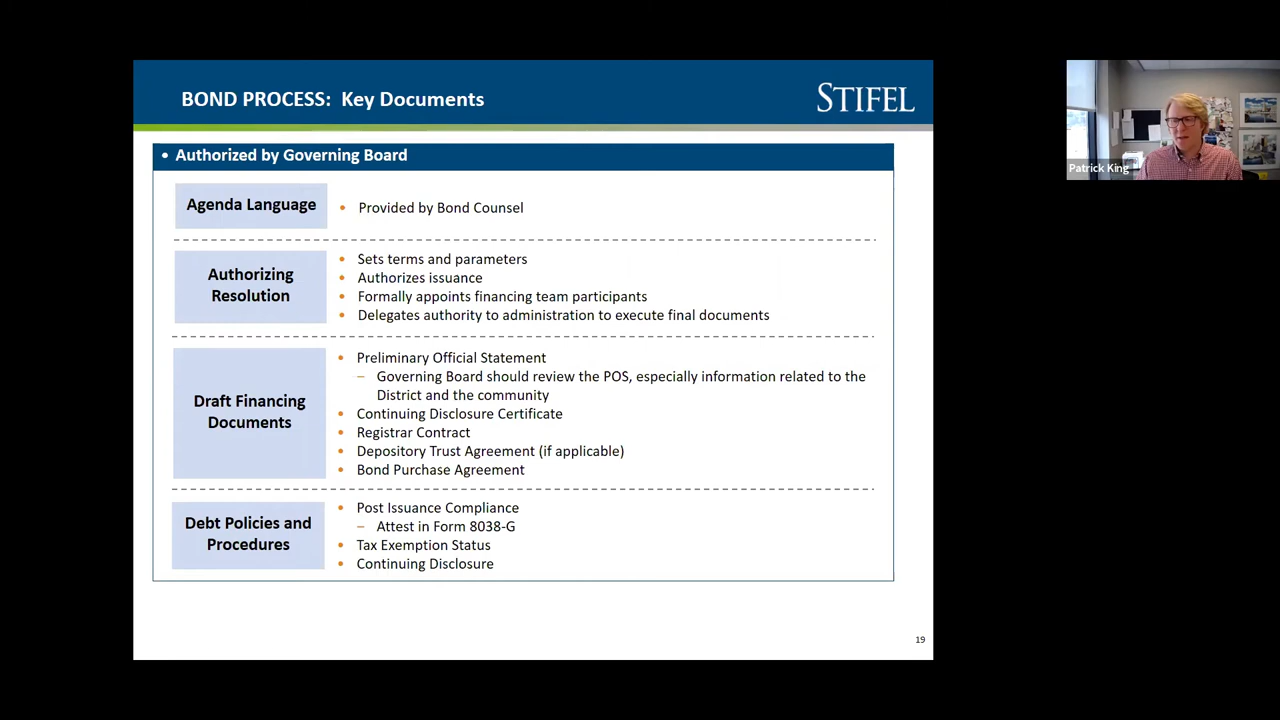 BOND PROCESS: Key Documents
STIFEL
• Authorized by Governing Board
Agenda Language
• Provided by Bond Counsel
Authorizing
Resolution
• Sets terms and parameters
• Authorizes issuance
• Formally appoints financing team participants
• Delegates authority to administration to execute final documents
Draft Financing
Documents
• Preliminary Official Statement
– Governing Board should review the POS, especially information related to the
District and the community
• Continuing Disclosure Certificate
• Registrar Contract
• Depository Trust Agreement (if applicable)
• Bond Purchase Agreement
Debt Policies and
Procedures
• Post Issuance Compliance
– Attest in Form 8038-G
• Tax Exemption Status
• Continuing Disclosure
19
Patrick King